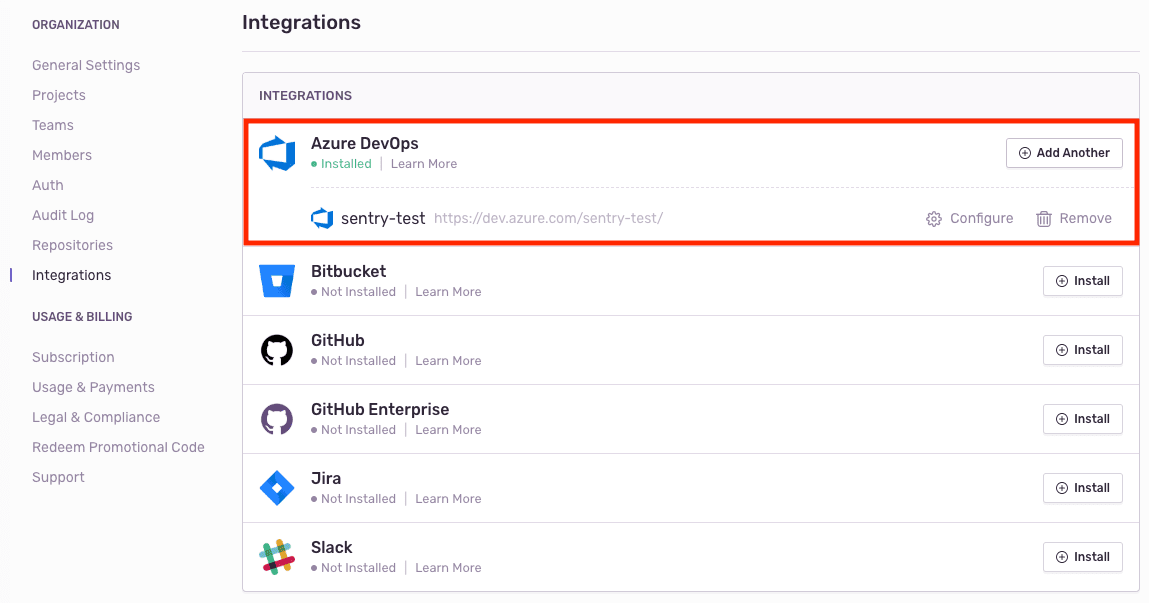 ORGANIZATION
General Settings
Projects
Teams
Members
Auth
Audit Log
Repositories
Integrations
USAGE & BILLING
Subscription
Usage & Payments
Legal & Compliance
Redeem Promotional Code
Support
Integrations
INTEGRATIONS
Azure DevOps
Installed | Learn More
Add Another
sentry-test https://dev.azure.com/sentry-test/ Configure Remove
Bitbucket
Not Installed | Learn More
Install
GitHub
Not Installed | Learn More
Install
GitHub Enterprise
Not Installed | Learn More
Install
Jira
Not Installed | Learn More
Install
Slack
Not Installed | Learn More
Install